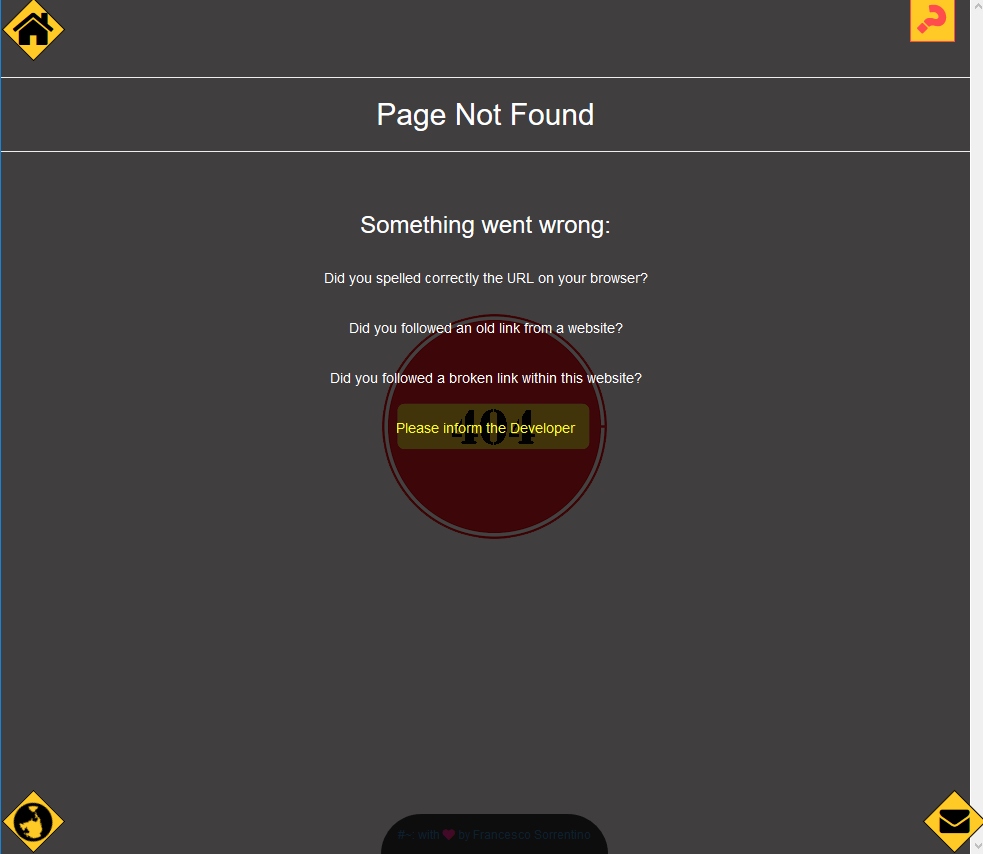 ?
Page Not Found
Something went wrong:
Did you spelled correctly the URL on your browser?
Did you followed an old link from a website?
Did you followed a broken link within this website?
404
Please inform the Developer
#~: with ❤ by Francesco Sorrentino